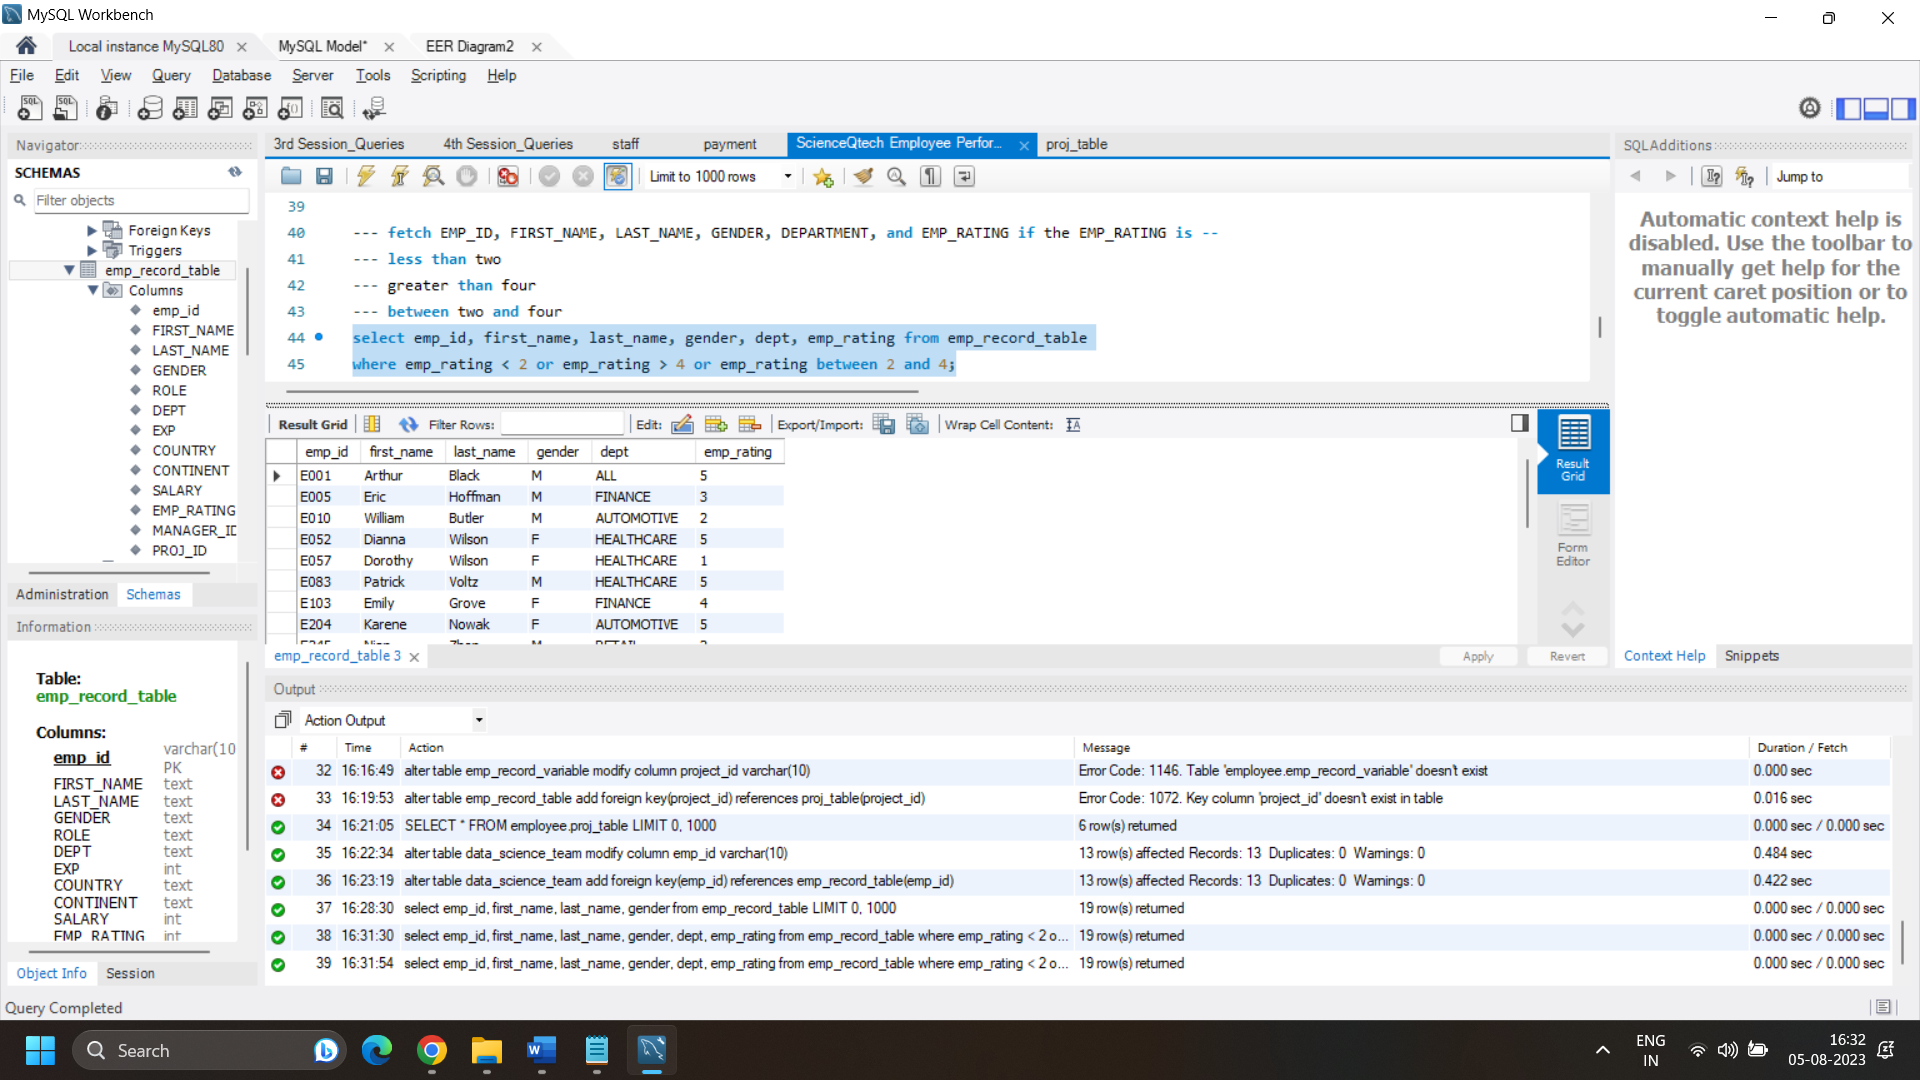 MySQL Workbench
Local instance MySQL80
MySQL Model*
EER Diagram2
File Edit View Query Database Server Tools Scripting Help
Navigator
SCHEMAS
Filter objects
Foreign Keys
Triggers
emp_record_table
Columns
emp_id
FIRST_NAME
LAST_NAME
GENDER
ROLE
DEPT
EXP
COUNTRY
CONTINENT
SALARY
EMP_RATING
MANAGER_ID
PROJ_ID
Administration Schemas
Information
Table:
emp_record_table
Columns:
emp_id varchar(10
PK
FIRST_NAME text
LAST_NAME text
GENDER text
ROLE text
DEPT text
EXP int
COUNTRY text
CONTINENT text
SALARY int
EMP_RATING int
Object Info Session
Query Completed
3rd Session_Queries 4th Session_Queries staff payment ScienceQtech Employee Perfor... proj_table
Limit to 1000 rows
39
40 --- fetch EMP_ID, FIRST_NAME, LAST_NAME, GENDER, DEPARTMENT, and EMP_RATING if the EMP_RATING is --
41 --- less than two
42 --- greater than four
43 --- between two and four
44 select emp_id, first_name, last_name, gender, dept, emp_rating from emp_record_table
45 where emp_rating < 2 or emp_rating > 4 or emp_rating between 2 and 4;
Result Grid Filter Rows: Edit: Export/Import: Wrap Cell Content:
emp_id first_name last_name gender dept emp_rating
E001 Arthur Black M ALL 5
E005 Eric Hoffman M FINANCE 3
E010 William Butler M AUTOMOTIVE 2
E052 Dianna Wilson F HEALTHCARE 5
E057 Dorothy Wilson F HEALTHCARE 1
E083 Patrick Voltz M HEALTHCARE 5
E103 Emily Grove F FINANCE 4
E204 Karene Nowak F AUTOMOTIVE 5
Result
Grid
Form
Editor
emp_record_table 3
Apply Revert
SQLAdditions
Jump to
Automatic context help is
disabled. Use the toolbar to
manually get help for the
current caret position or to
toggle automatic help.
Context Help Snippets
Output
Action Output
# Time Action Message Duration / Fetch
32 16:16:49 alter table emp_record_variable modify column project_id varchar(10) Error Code: 1146. Table 'employee.emp_record_variable' doesn't exist 0.000 sec
33 16:19:53 alter table emp_record_table add foreign key(project_id) references proj_table(project_id) Error Code: 1072. Key column 'project_id' doesn't exist in table 0.016 sec
34 16:21:05 SELECT * FROM employee.proj_table LIMIT 0, 1000 6 row(s) returned 0.000 sec / 0.000 sec
35 16:22:34 alter table data_science_team modify column emp_id varchar(10) 13 row(s) affected Records: 13 Duplicates: 0 Warnings: 0 0.484 sec
36 16:23:19 alter table data_science_team add foreign key(emp_id) references emp_record_table(emp_id) 13 row(s) affected Records: 13 Duplicates: 0 Warnings: 0 0.422 sec
37 16:28:30 select emp_id, first_name, last_name, gender from emp_record_table LIMIT 0, 1000 19 row(s) returned 0.000 sec / 0.000 sec
38 16:31:30 select emp_id, first_name, last_name, gender, dept, emp_rating from emp_record_table where emp_rating < 2 o... 19 row(s) returned 0.000 sec / 0.000 sec
39 16:31:54 select emp_id, first_name, last_name, gender, dept, emp_rating from emp_record_table where emp_rating < 2 o... 19 row(s) returned 0.000 sec / 0.000 sec
Search
ENG
IN
16:32
05-08-2023